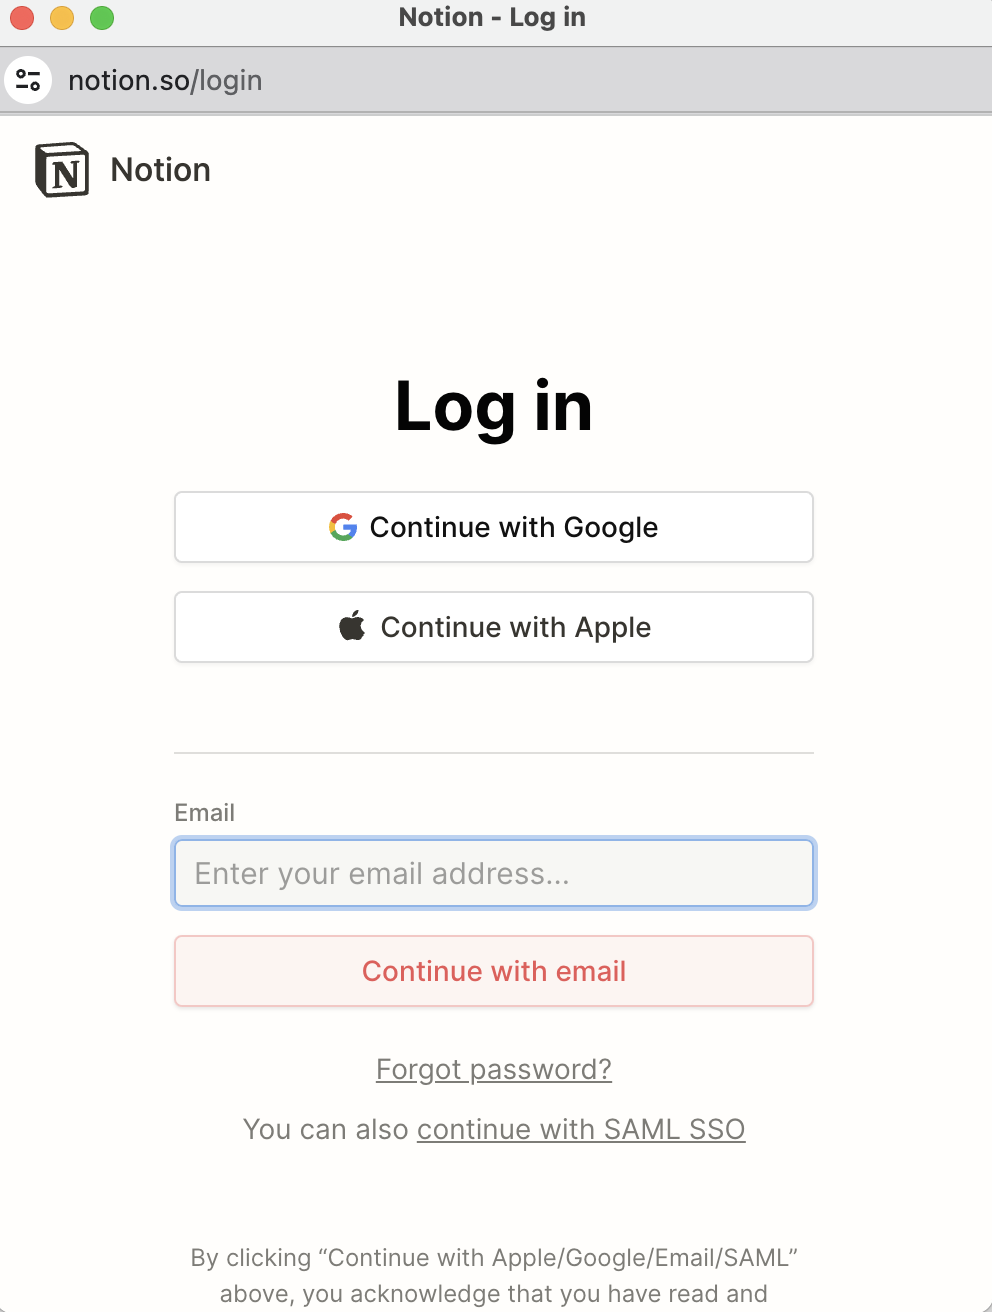 Notion - Log in
notion.so/login
N Notion
Log in
G Continue with Google
Continue with Apple
Email
Enter your email address...
Continue with email
Forgot password?
You can also continue with SAML SSO
By clicking “Continue with Apple/Google/Email/SAML”
above, you acknowledge that you have read and